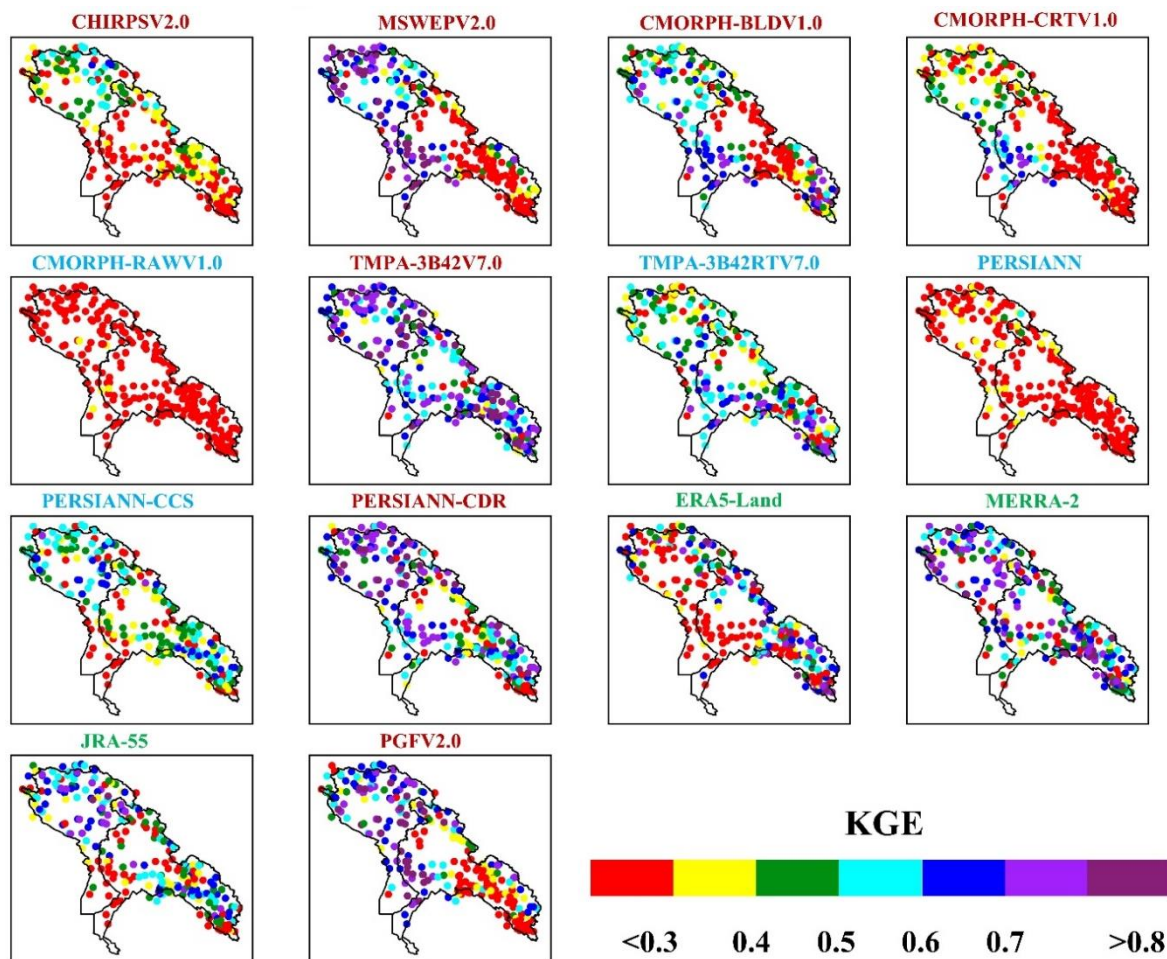 CHIRPSV2.0 MSWEPV2.0 CMORPH-BLDV1.0 CMORPH-CRTV1.0
CMORPH-RAWV1.0 TMPA-3B42V7.0 TMPA-3B42RTV7.0 PERSIANN
PERSIANN-CCS PERSIANN-CDR ERA5-Land MERRA-2
JRA-55 PGFV2.0
KGE
<0.3 0.4 0.5 0.6 0.7 >0.8